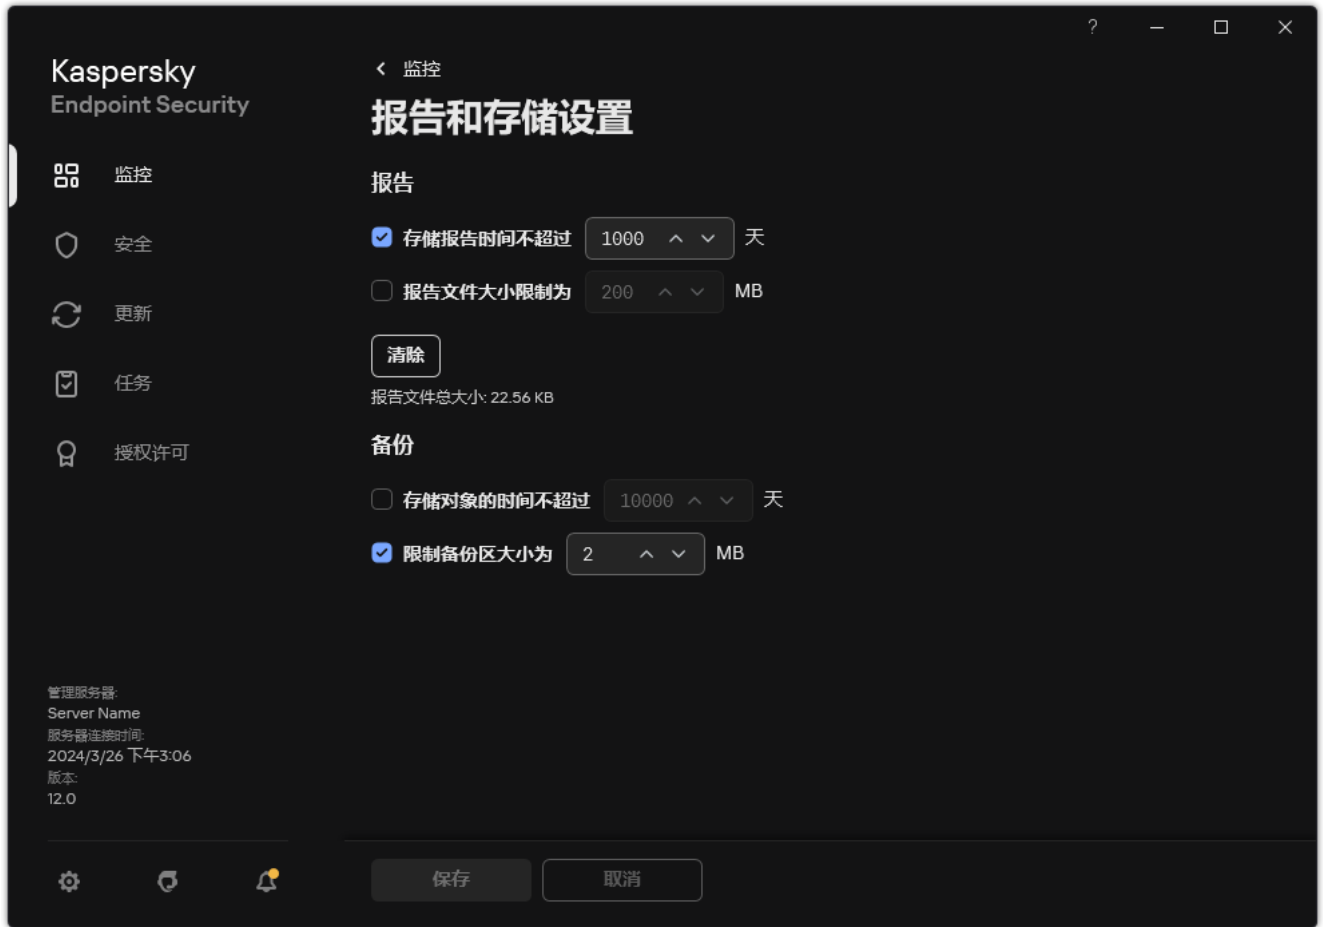 ?
Kaspersky
Endpoint Security
监控
安全
更新
任务
授权许可
管理服务器:
Server Name
服务器连接时间:
2024/3/26 下午3:06
版本:
12.0
监控
报告和存储设置
报告
存储报告时间不超过 1000 天
报告文件大小限制为 200 MB
清除
报告文件总大小: 22.56 KB
备份
存储对象的时间不超过 10000 天
限制备份区大小为 2 MB
保存 取消